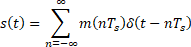 s(t) = ∑_{n=-∞}^{∞} m(nT_s)δ(t - nT_s)